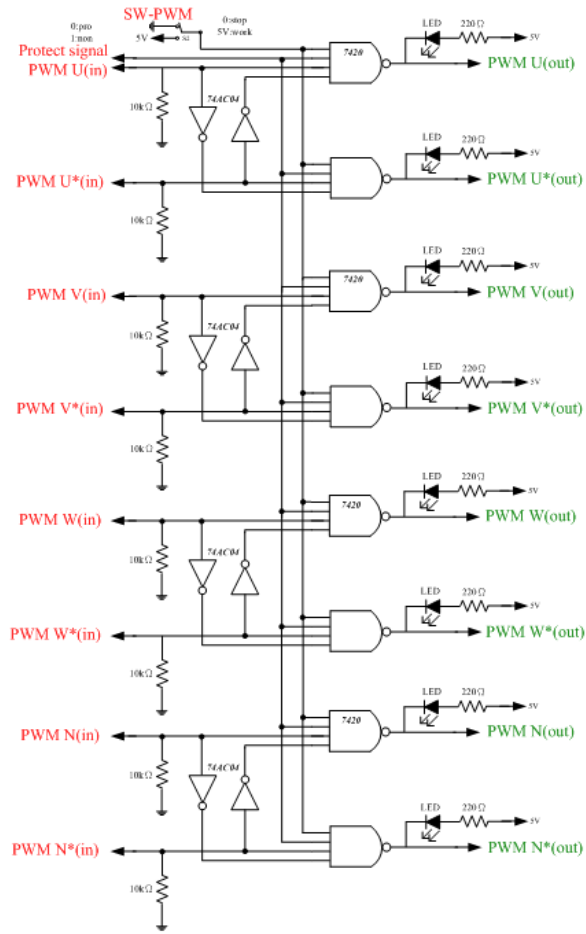 SW-PWM
0:pro
1:non
0:stop
5V:work
5V
S2
Protect signal
PWM U(in)
7420
LED
220Ω
5V
PWM U(out)
10kΩ
74AC04
PWM U*(in)
LED
220Ω
5V
PWM U*(out)
10kΩ
PWM V(in)
7420
LED
220Ω
5V
PWM V(out)
10kΩ
74AC04
PWM V*(in)
LED
220Ω
5V
PWM V*(out)
10kΩ
PWM W(in)
7420
LED
220Ω
5V
PWM W(out)
10kΩ
74AC04
PWM W*(in)
LED
220Ω
5V
PWM W*(out)
10kΩ
PWM N(in)
7420
LED
220Ω
5V
PWM N(out)
10kΩ
74AC04
PWM N*(in)
LED
220Ω
5V
PWM N*(out)
10kΩ